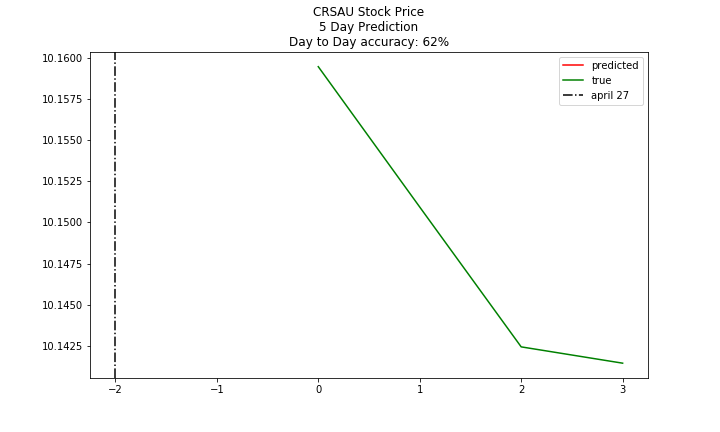 CRSAU Stock Price
5 Day Prediction
Day to Day accuracy: 62%
10.1600
10.1575
10.1550
10.1525
10.1500
10.1475
10.1450
10.1425
predicted
true
april 27
−2
−1
0
1
2
3